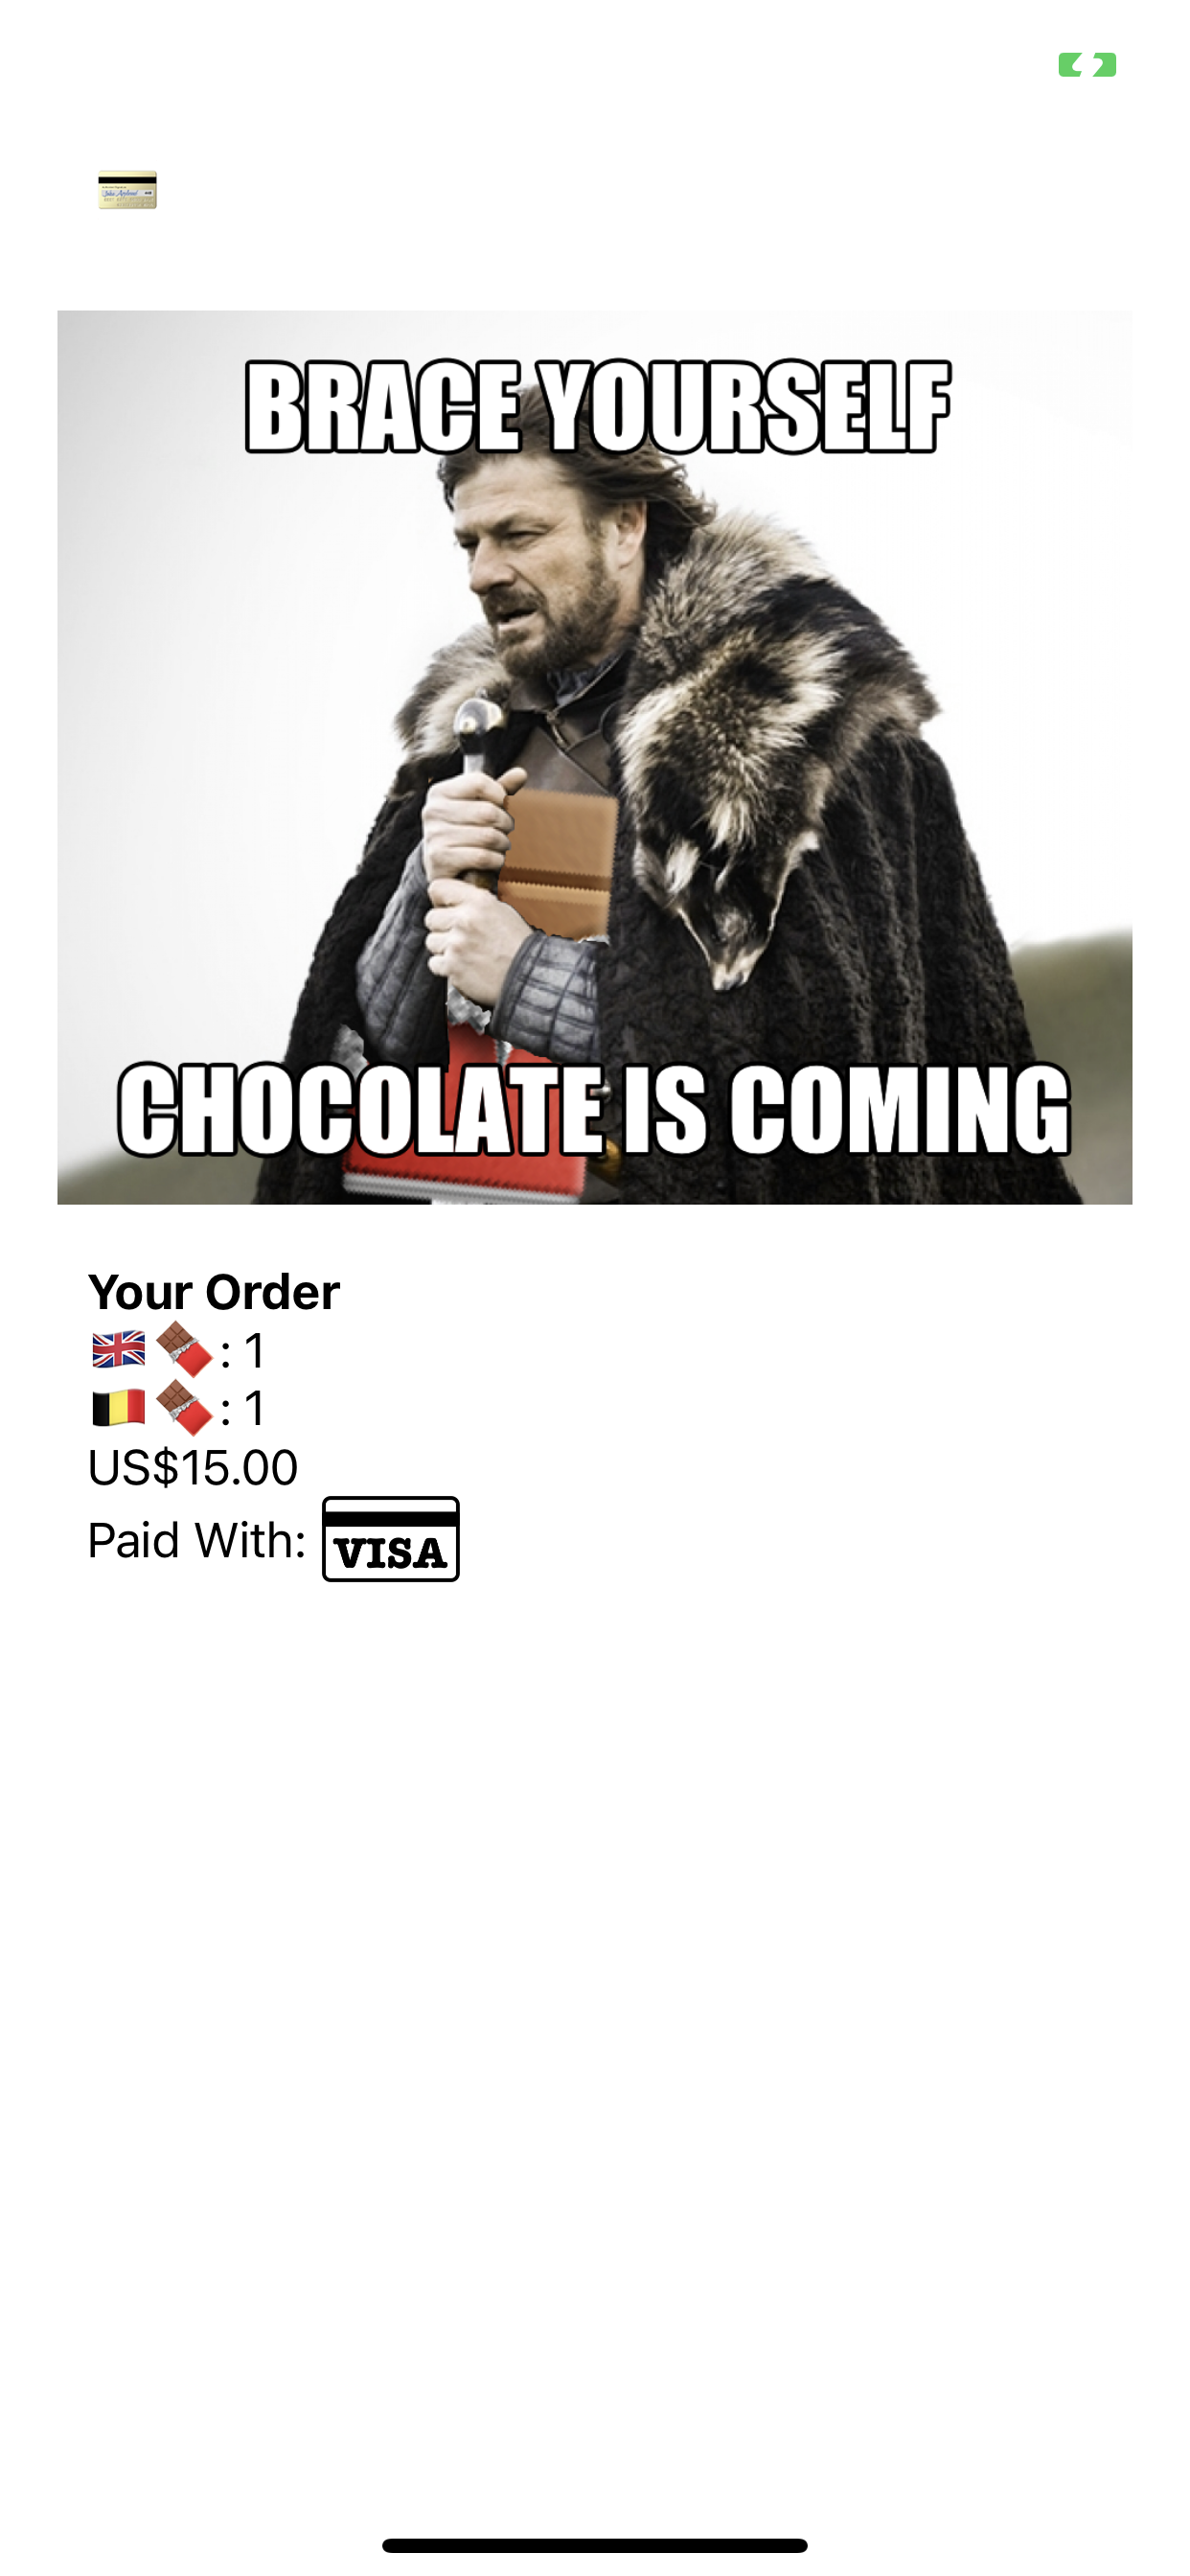 BRACE YOURSELF
CHOCOLATE IS COMING
Your Order
🇬🇧 🍫: 1
🇧🇪 🍫: 1
US$15.00
Paid With: VISA